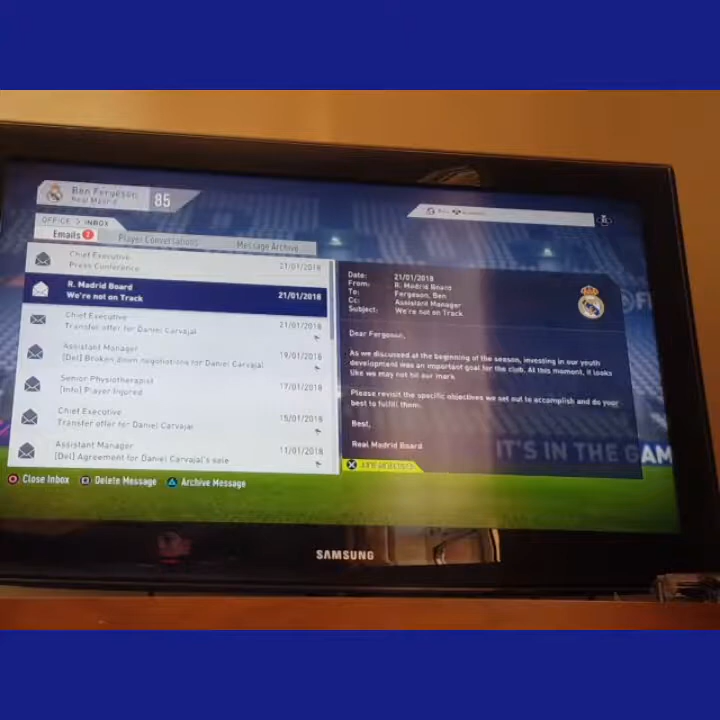 Ben Fergeson
Real Madrid
85
OFFICE > INBOX
Emails 2
Player Conversations
Message Archive
Chief Executive
Press Conference
21/01/2018
R. Madrid Board
We're not on Track
21/01/2018
Chief Executive
Transfer offer for Daniel Carvajal
21/01/2018
Assistant Manager
[Del] Broken down negotiations for Daniel Carvajal
19/01/2018
Senior Physiotherapist
[Info] Player Injured
17/01/2018
Chief Executive
Transfer offer for Daniel Carvajal
15/01/2018
Assistant Manager
[Del] Agreement for Daniel Carvajal's sale
11/01/2018
Close Inbox
Delete Message
Archive Message
Date: 21/01/2018
From: R. Madrid Board
To: Fergeson, Ben
Cc: Assistant Manager
Subject: We're not on Track
Dear Fergeson,
As we discussed at the beginning of the season, investing in our youth
development was an important goal for the club. At this moment, it looks
like we may not hit our mark.
Please revisit the specific objectives we set out to accomplish and do your
best to fulfill them.
Best,
Real Madrid Board
IT'S IN THE GAM
FI
SAMSUNG